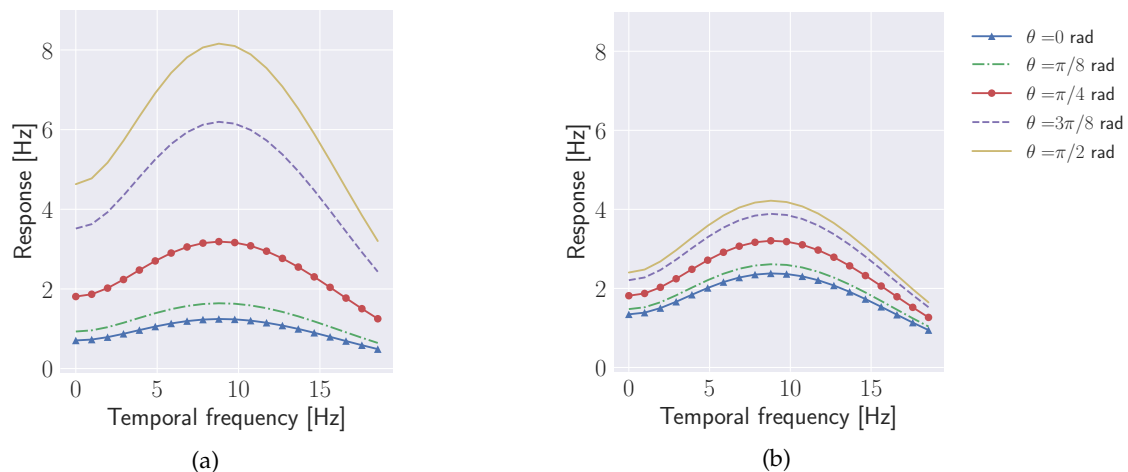 8
6
4
2
0
Response [Hz]
0
5
10
15
Temporal frequency [Hz]
(a)
8
6
4
2
0
Response [Hz]
0
5
10
15
Temporal frequency [Hz]
(b)
θ =0 rad
θ =π/8 rad
θ =π/4 rad
θ =3π/8 rad
θ =π/2 rad